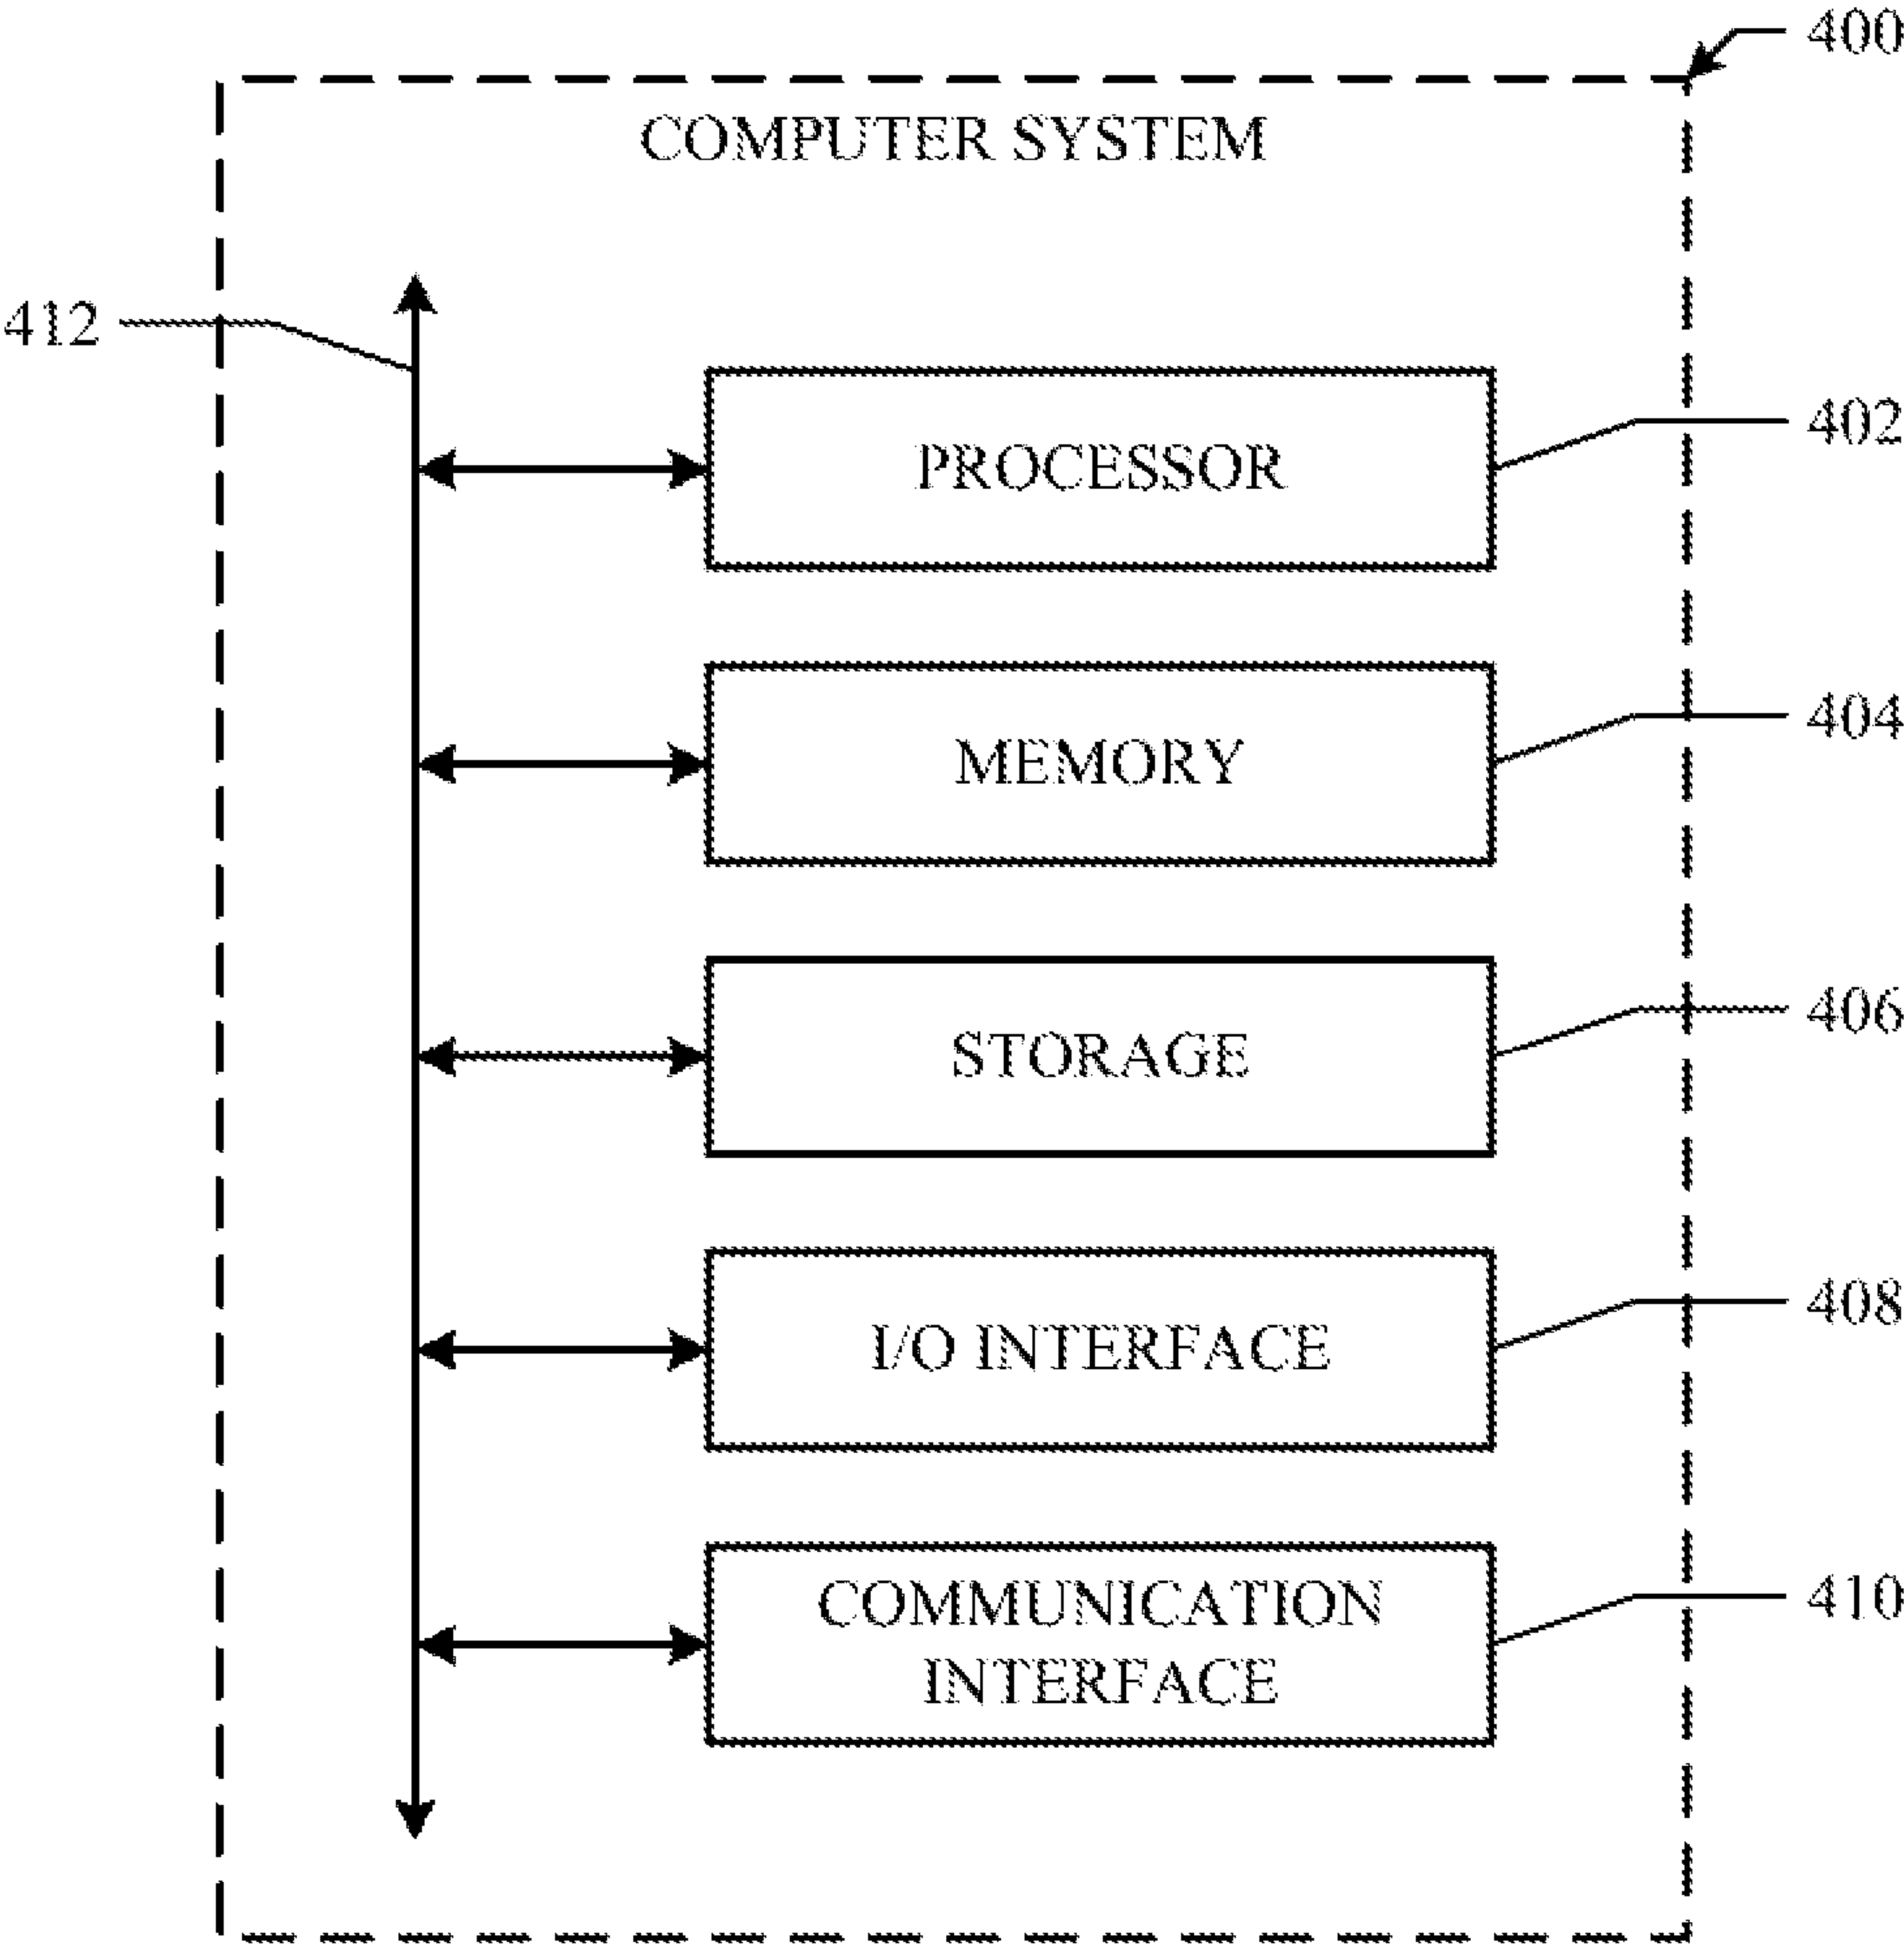 400
COMPUTER SYSTEM
412
PROCESSOR
402
MEMORY
404
STORAGE
406
I/O INTERFACE
408
COMMUNICATION
INTERFACE
410